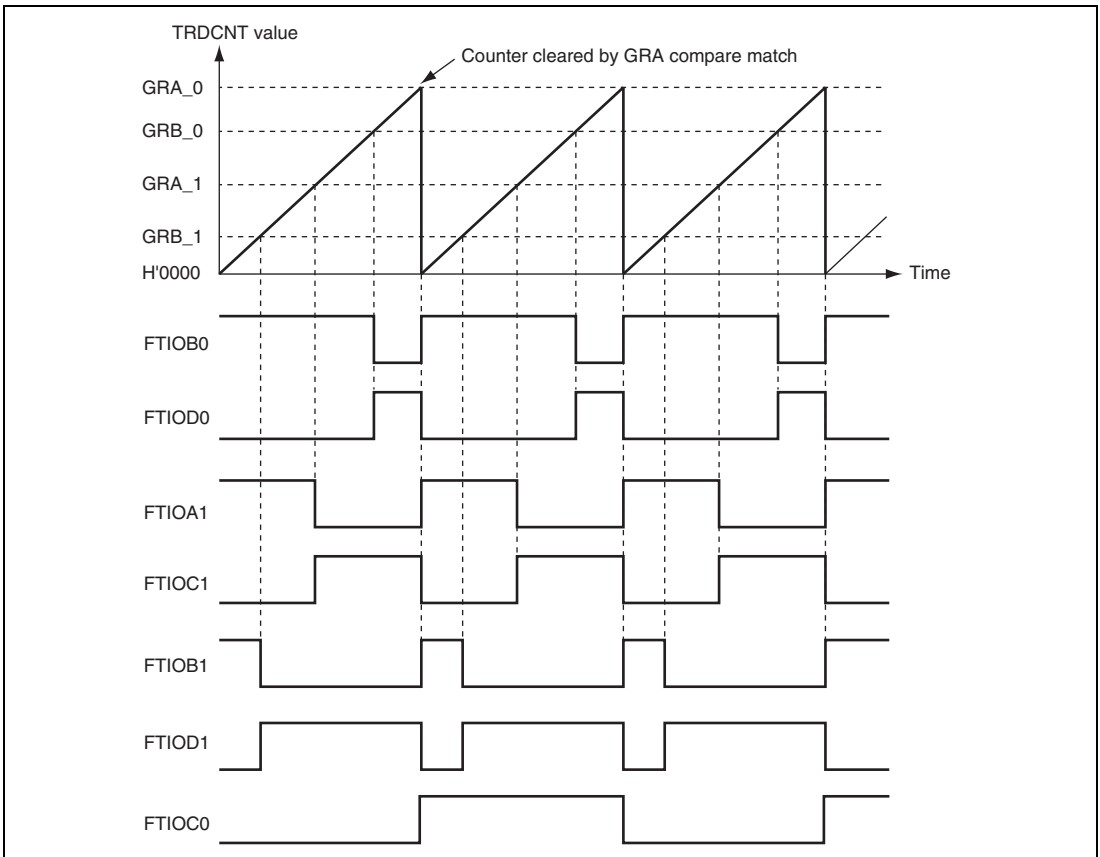 TRDCNT value
Counter cleared by GRA compare match
GRA_0
GRB_0
GRA_1
GRB_1
H'0000
Time
FTIOB0
FTIOD0
FTIOA1
FTIOC1
FTIOB1
FTIOD1
FTIOC0